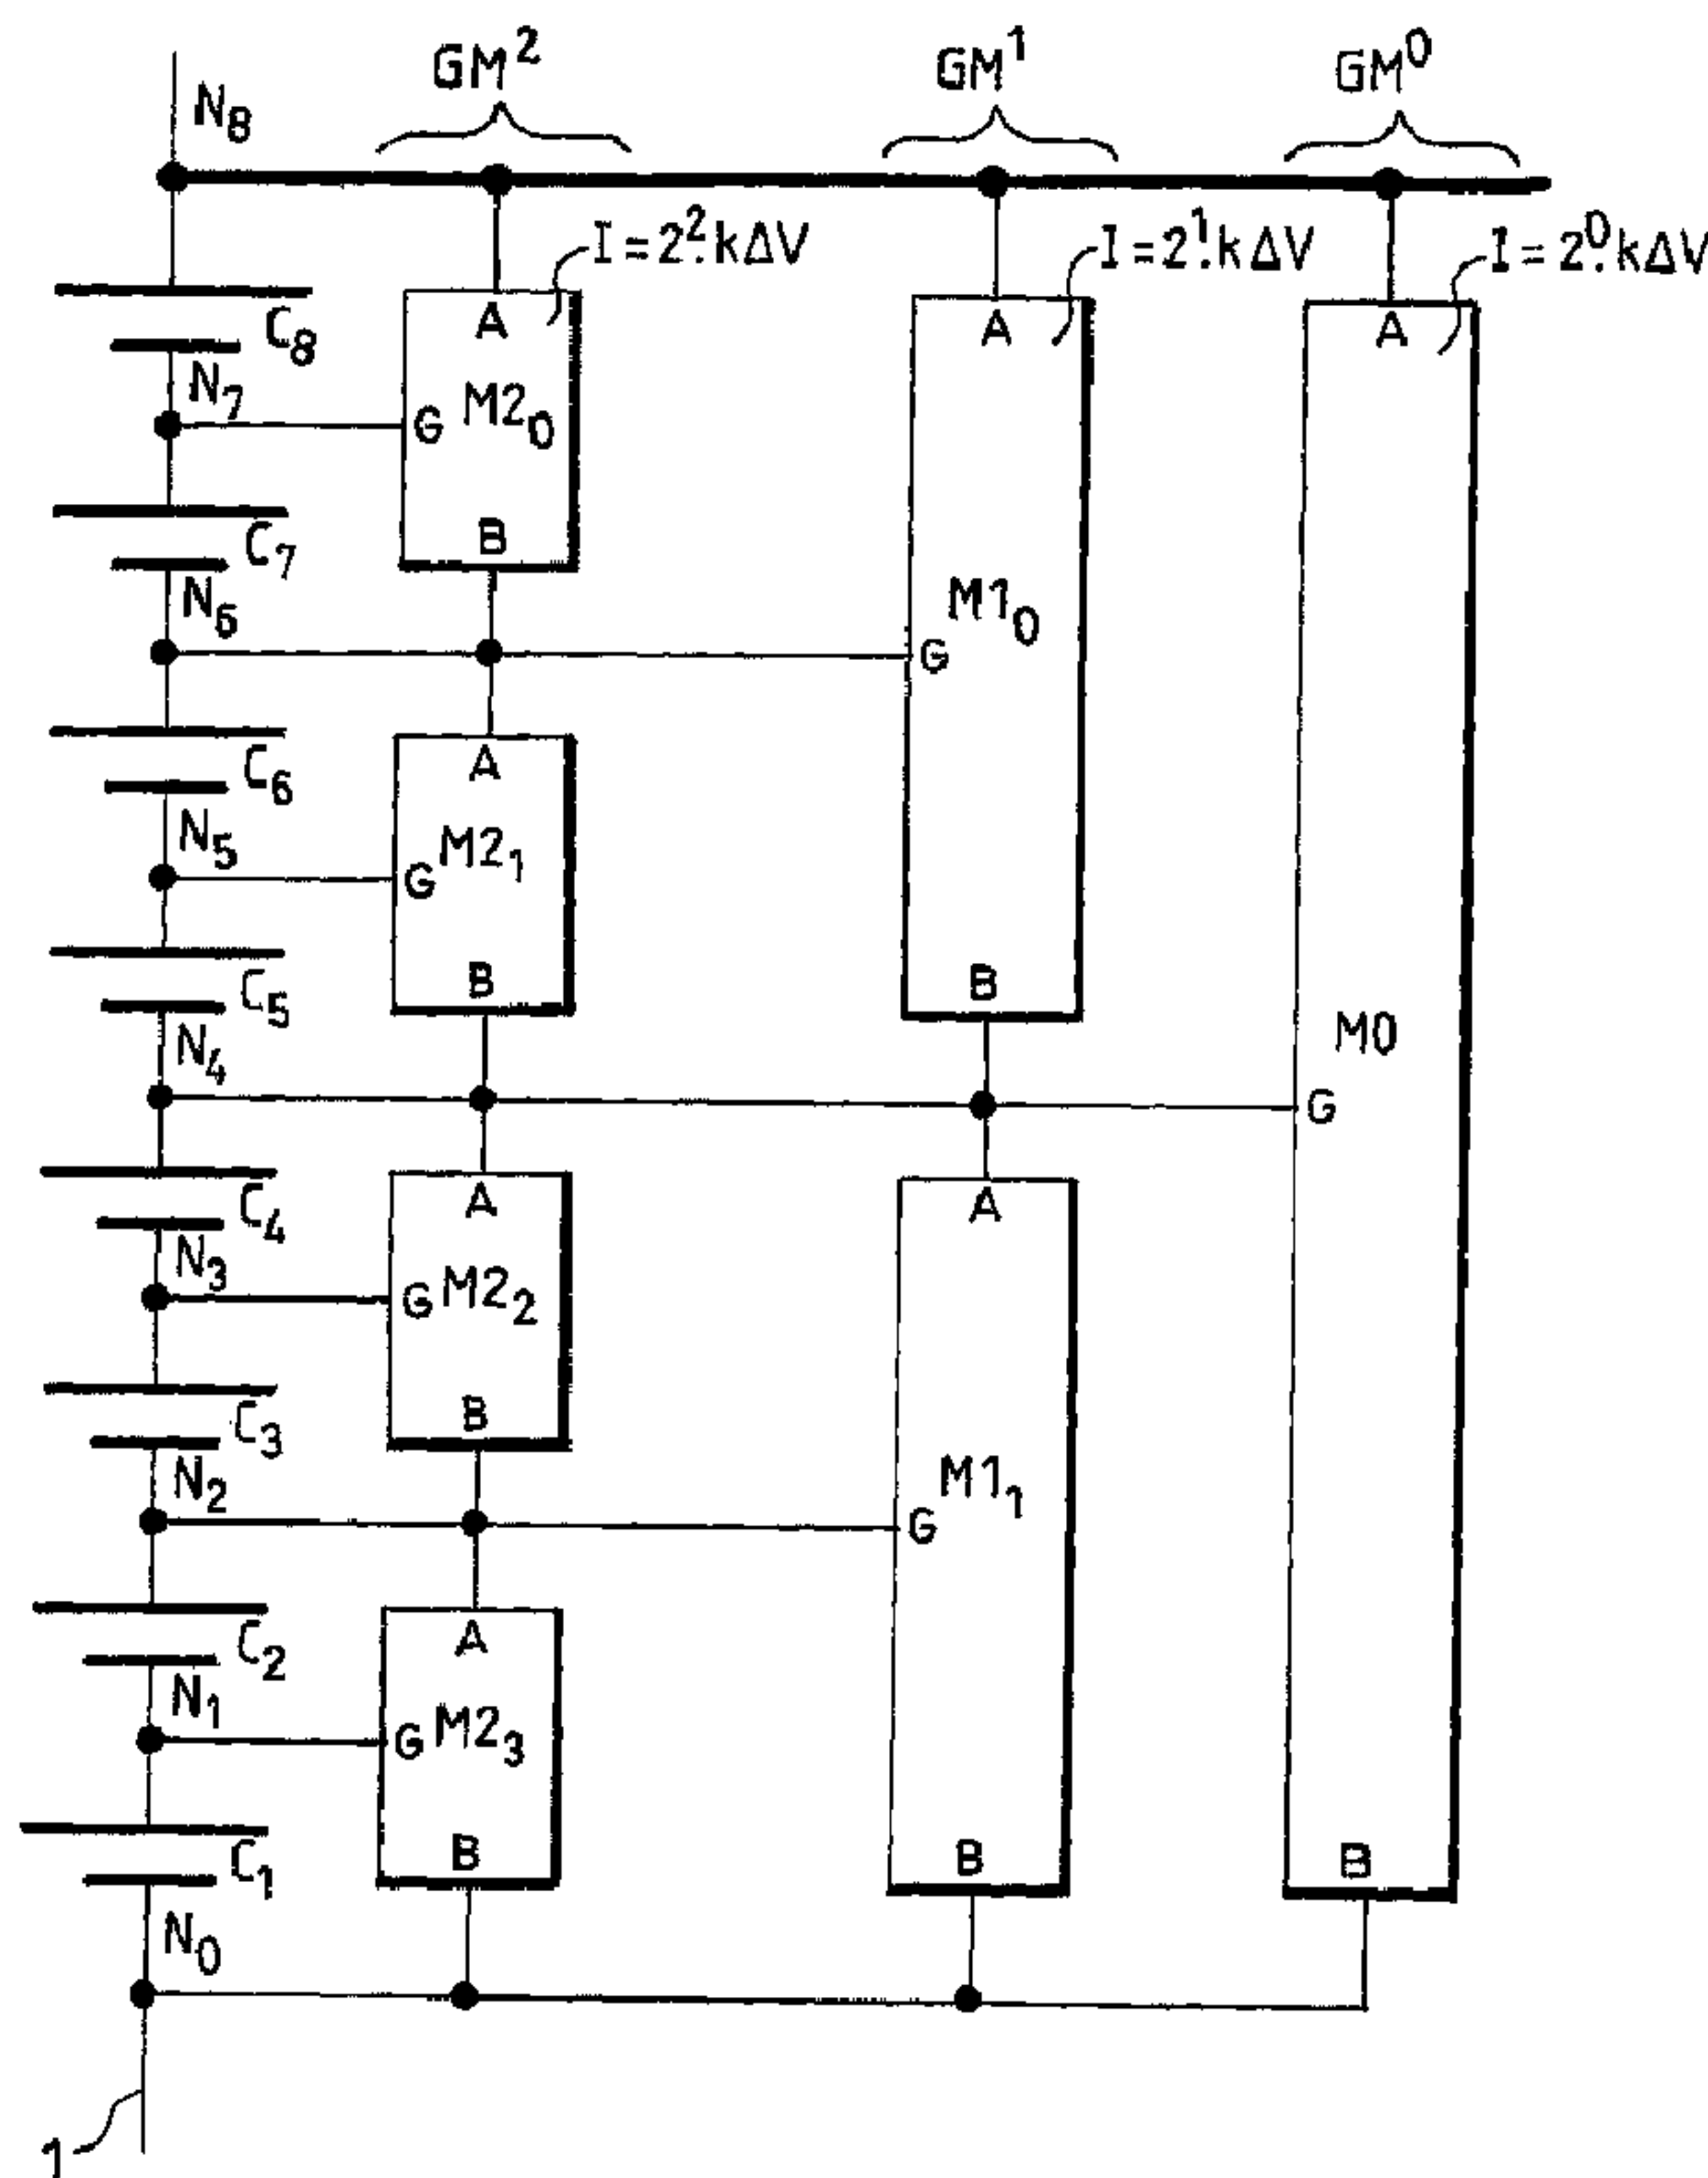 GM² GM¹ GM⁰
N₈
I=2².kΔV I=2¹.kΔV I=2⁰.kΔV
A A A
C₈
N₇
G M2₀
B
C₇
N₆ M1₀
G
A
C₆
N₅ M2₁
G
B B
C₅
N₄ M0
G
A A
C₄
N₃ G M2₂
B
C₃
N₂ M1₁
G
A
C₂
N₁ G M2₃
B B B
C₁
N₀
1